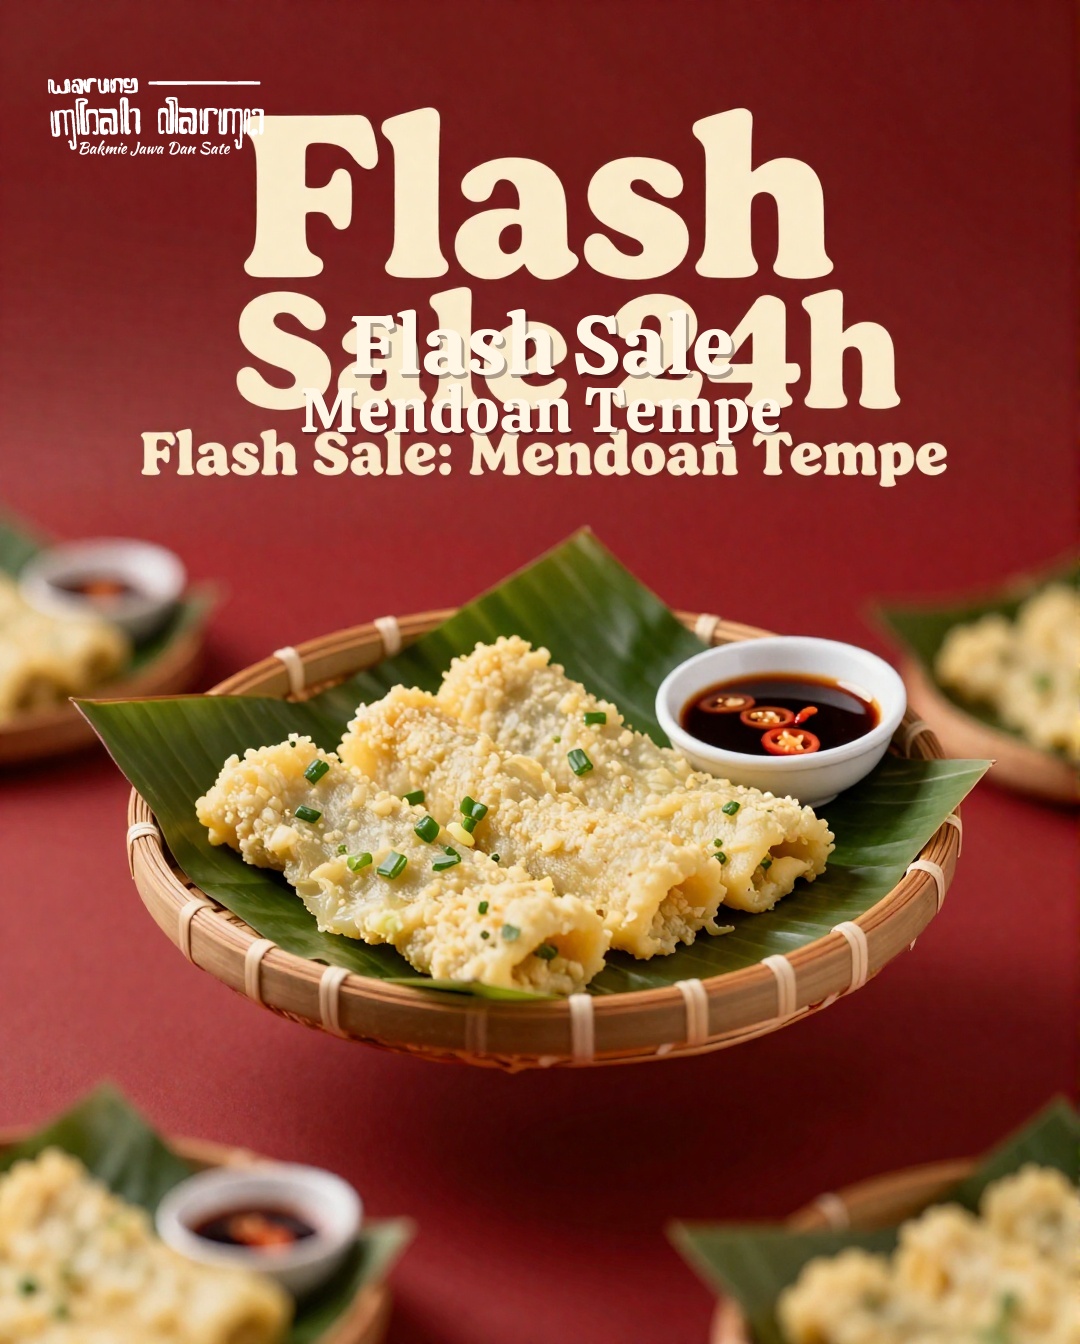 warung
mbah darmo
Bakmie Jawa Dan Sate
Flash
Sale 24h
Flash Sale
Mendoan Tempe
Flash Sale: Mendoan Tempe